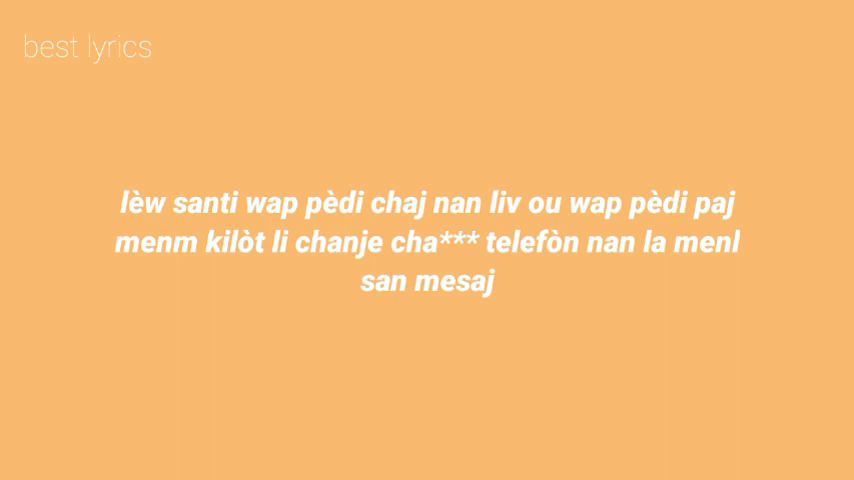 best lyrics
lèw santi wap pèdi chaj nan liv ou wap pèdi paj
menm kilòt li chanje cha*** telefòn nan la menl
san mesaj